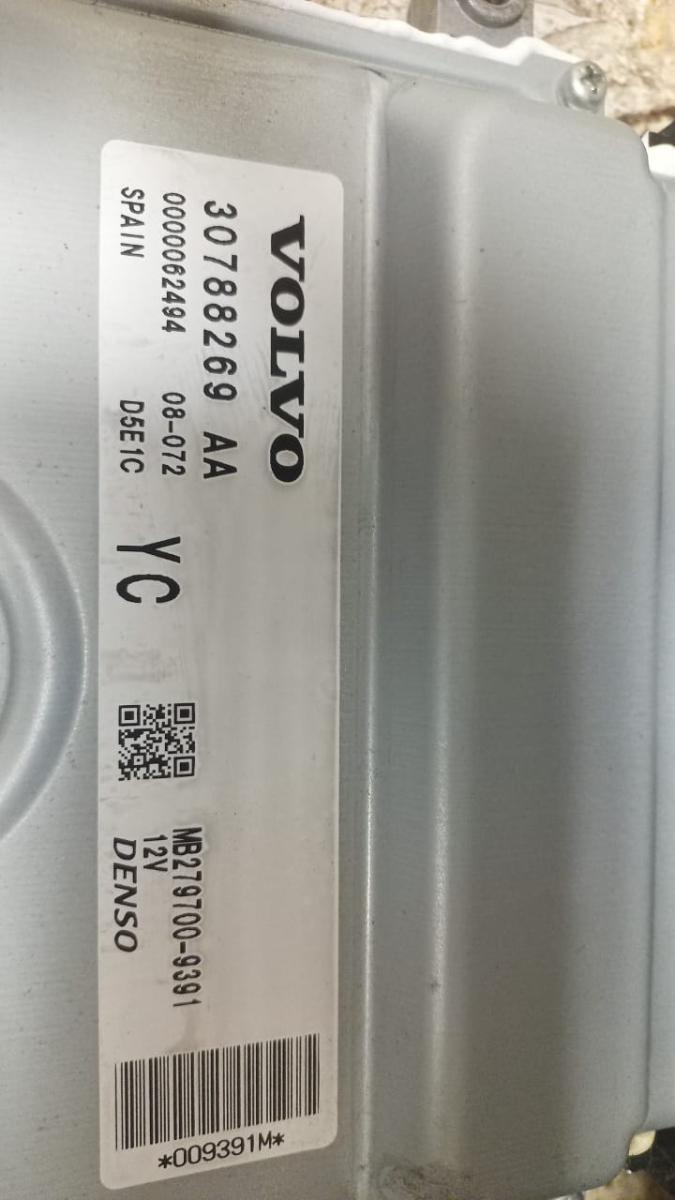 VOLVO
30788269 AA
0000062494 08-072
SPAIN D5E1C
YC
MB279700-9391
12V
DENSO
*009391M*